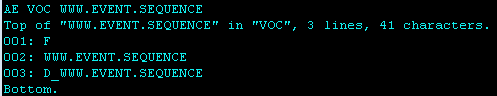 AE VOC WWW.EVENT.SEQUENCE
Top of "WWW.EVENT.SEQUENCE" in "VOC", 3 lines, 41 characters.
001: F
002: WWW.EVENT.SEQUENCE
003: D_WWW.EVENT.SEQUENCE
Bottom.